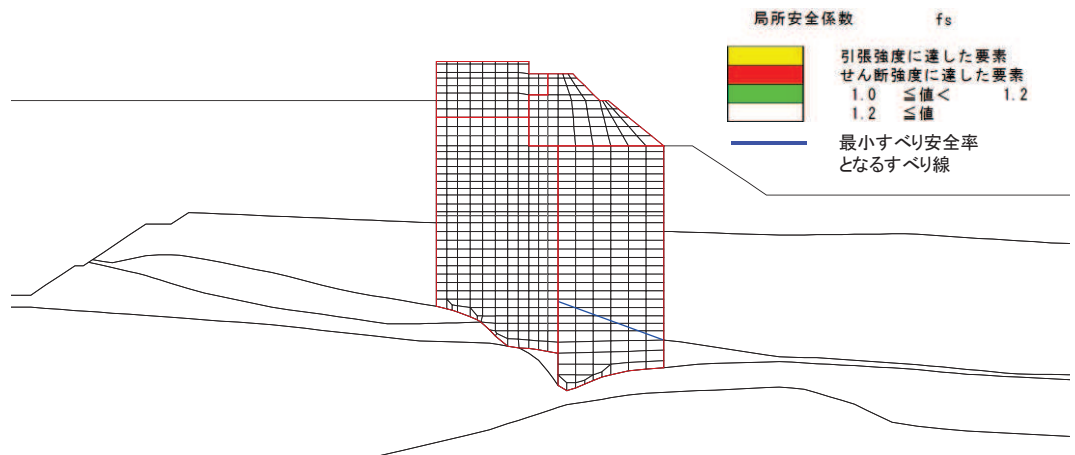 局所安全係数 fs
引張強度に達した要素
せん断強度に達した要素
1.0 ≦値< 1.2
1.2 ≦値
最小すべり安全率
となるすべり線